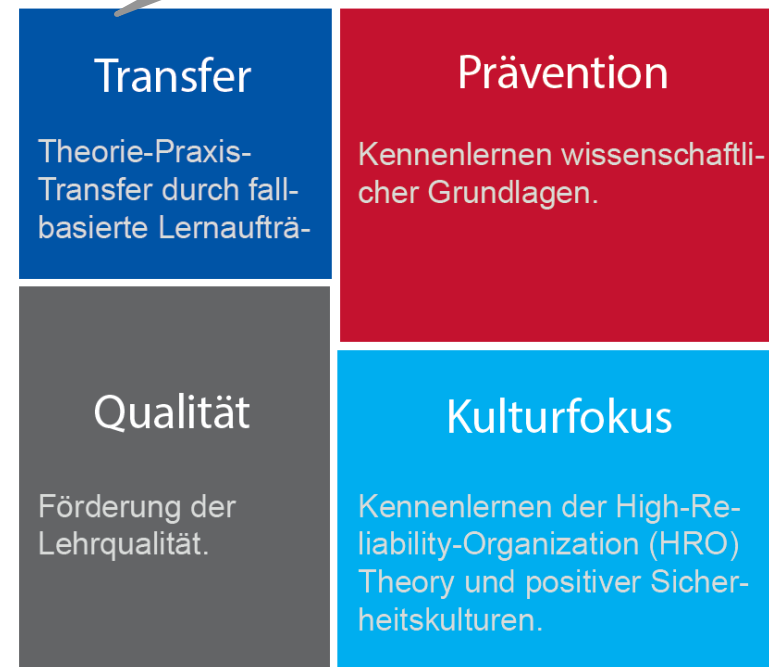 Transfer
Theorie-Praxis-
Transfer durch fall-
basierte Lernaufträ-
Prävention
Kennenlernen wissenschaftli-
cher Grundlagen.
Qualität
Förderung der
Lehrqualität.
Kulturfokus
Kennenlernen der High-Re-
liability-Organization (HRO)
Theory und positiver Sicher-
heitskulturen.